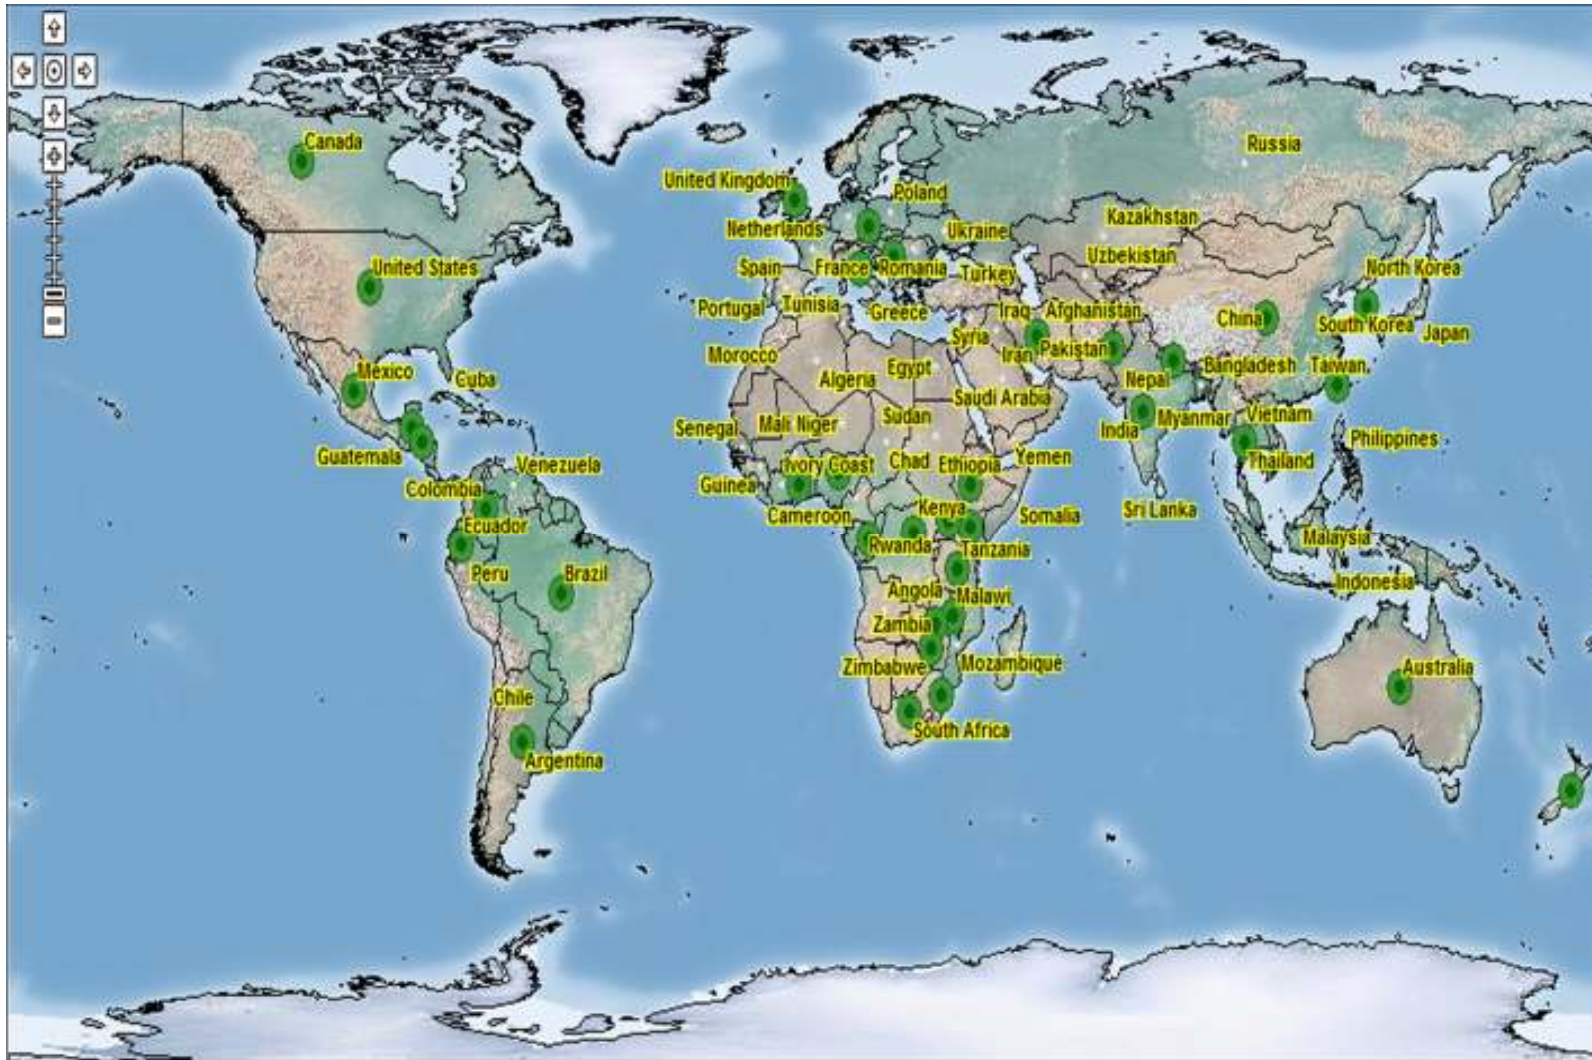 Canada
Russia
United Kingdom
Poland
Kazakhstan
Netherlands
Ukraine
Uzbekistan
United States
Spain
France
Romania
Turkey
North Korea
Portugal
Tunisia
Greece
Iraq
Afghanistan
China
South Korea
Japan
Syria
Morocco
Iran
Pakistan
Bangladesh
Taiwan
Mexico
Cuba
Algeria
Egypt
Nepal
Saudi Arabia
Senegal
Mali
Niger
Sudan
India
Myanmar
Vietnam
Philippines
Guatemala
Venezuela
Ivory Coast
Chad
Ethiopia
Yemen
Thailand
Colombia
Guinea
Cameroon
Kenya
Somalia
Sri Lanka
Ecuador
Rwanda
Tanzania
Malaysia
Peru
Brazil
Angola
Malawi
Indonesia
Zambia
Zimbabwe
Mozambique
Australia
Chile
South Africa
Argentina